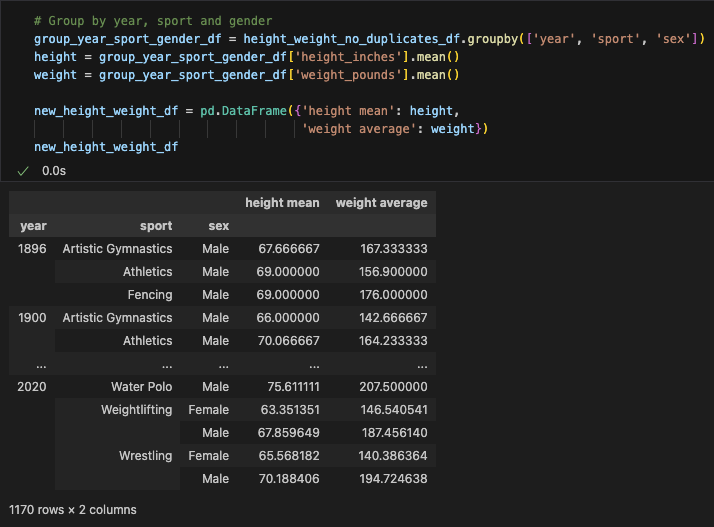 # Group by year, sport and gender
group_year_sport_gender_df = height_weight_no_duplicates_df.groupby(['year', 'sport', 'sex'])
height = group_year_sport_gender_df['height_inches'].mean()
weight = group_year_sport_gender_df['weight_pounds'].mean()
new_height_weight_df = pd.DataFrame({'height mean': height,
'weight average': weight})
new_height_weight_df
0.0s
height mean weight average
year sport sex
1896 Artistic Gymnastics Male 67.666667 167.333333
Athletics Male 69.000000 156.900000
Fencing Male 69.000000 176.000000
1900 Artistic Gymnastics Male 66.000000 142.666667
Athletics Male 70.066667 164.233333
... ... ... ... ...
2020 Water Polo Male 75.611111 207.500000
Weightlifting Female 63.351351 146.540541
Male 67.859649 187.456140
Wrestling Female 65.568182 140.386364
Male 70.188406 194.724638
1170 rows × 2 columns